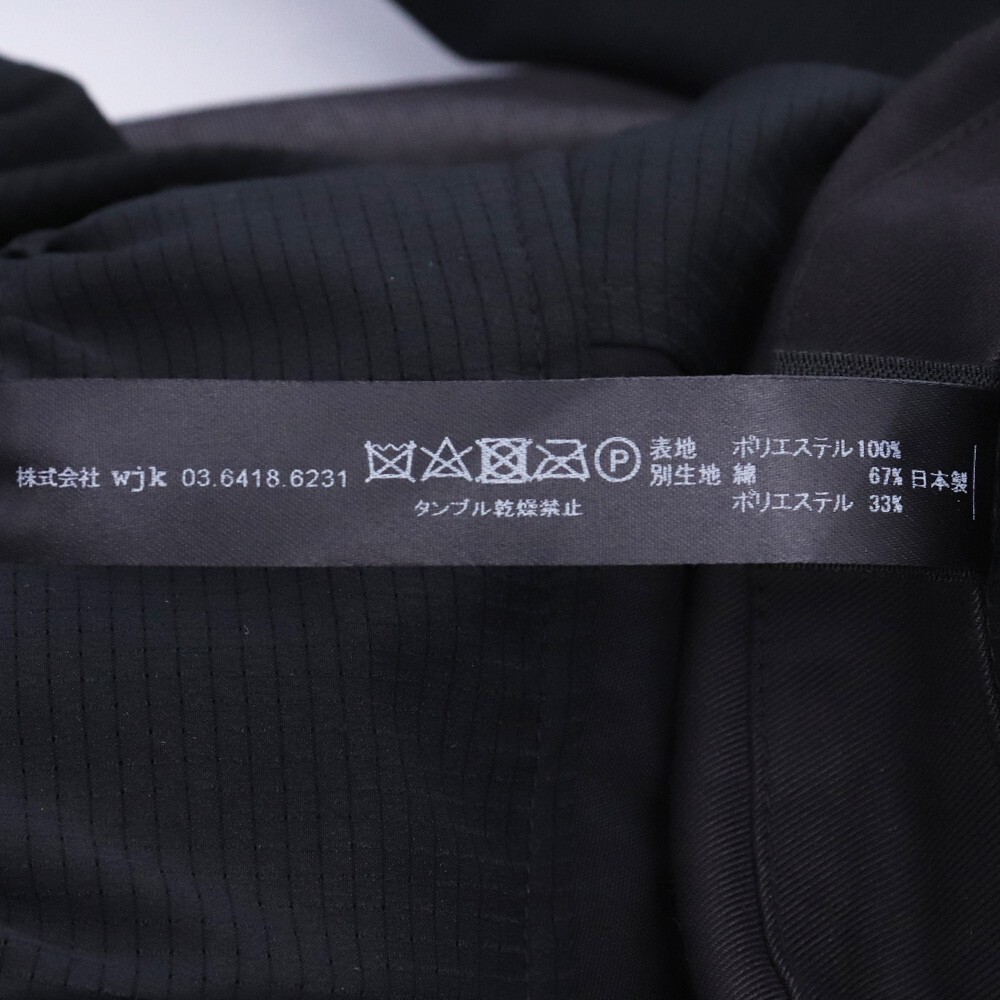 株式会社 wjk 03.6418.6231
P
タンブル乾燥禁止
表地 ポリエステル100%
別生地 綿 67%
ポリエステル 33%
日本製